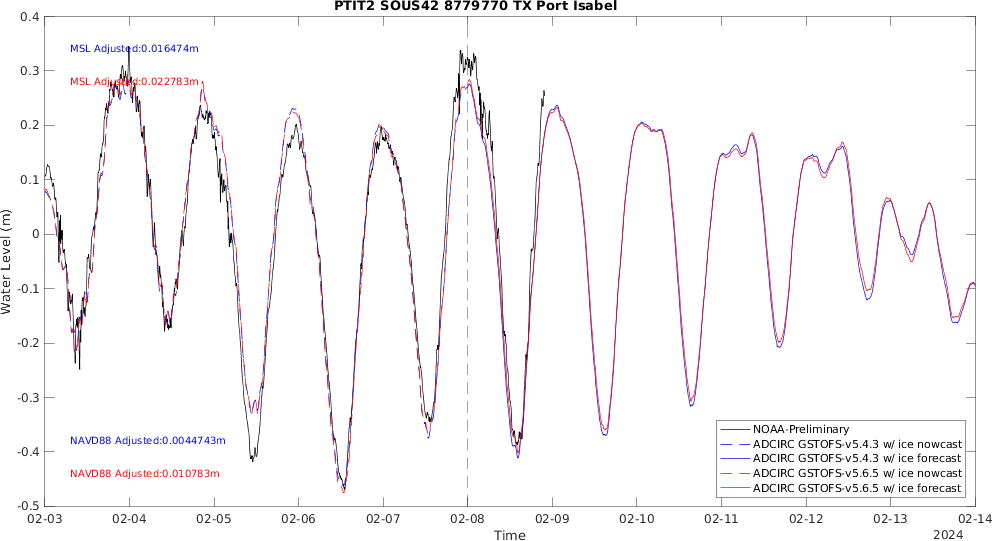 PTIT2 SOUS42 8779770 TX Port Isabel
0.4
0.3
0.2
0.1
0
-0.1
-0.2
-0.3
-0.4
-0.5
Water Level (m)
MSL Adjusted:0.016474m
MSL Adjusted:0.022783m
NAVD88 Adjusted:0.0044743m
NAVD88 Adjusted:0.010783m
NOAA-Preliminary
ADCIRC GSTOFS-v5.4.3 w/ ice nowcast
ADCIRC GSTOFS-v5.4.3 w/ ice forecast
ADCIRC GSTOFS-v5.6.5 w/ ice nowcast
ADCIRC GSTOFS-v5.6.5 w/ ice forecast
02-03 02-04 02-05 02-06 02-07 02-08 02-09 02-10 02-11 02-12 02-13 02-14
Time
2024